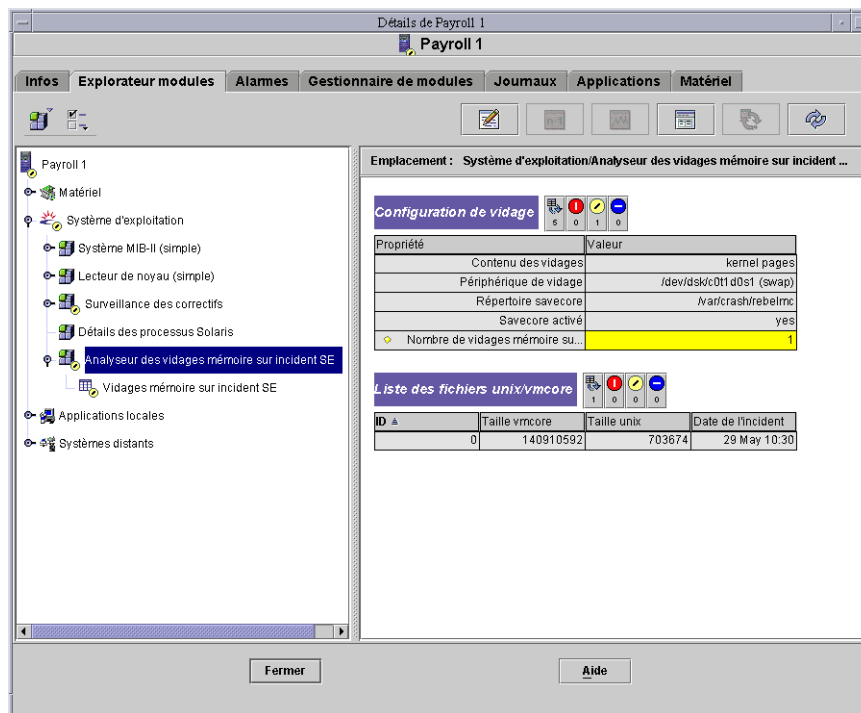 Détails de Payroll 1
Payroll 1
Infos Explorateur modules Alarmes Gestionnaire de modules Journaux Applications Matériel
Payroll 1
Matériel
Système d'exploitation
Système MIB-II (simple)
Lecteur de noyau (simple)
Surveillance des correctifs
Détails des processus Solaris
Analyseur des vidages mémoire sur incident SE
Vidages mémoire sur incident SE
Applications locales
Systèmes distants
Emplacement : Système d'exploitation/Analyseur des vidages mémoire sur incident ...
Configuration de vidage
5 0 1 0
Propriété Valeur
Contenu des vidages kernel pages
Périphérique de vidage /dev/dsk/c0t1d0s1 (swap)
Répertoire savecore /var/crash/rebelmc
Savecore activé yes
Nombre de vidages mémoire su... 1
Liste des fichiers unix/vmcore
1 0 0 0
ID Taille vmcore Taille unix Date de l'incident
0 140910592 703674 29 May 10:30
Fermer Aide